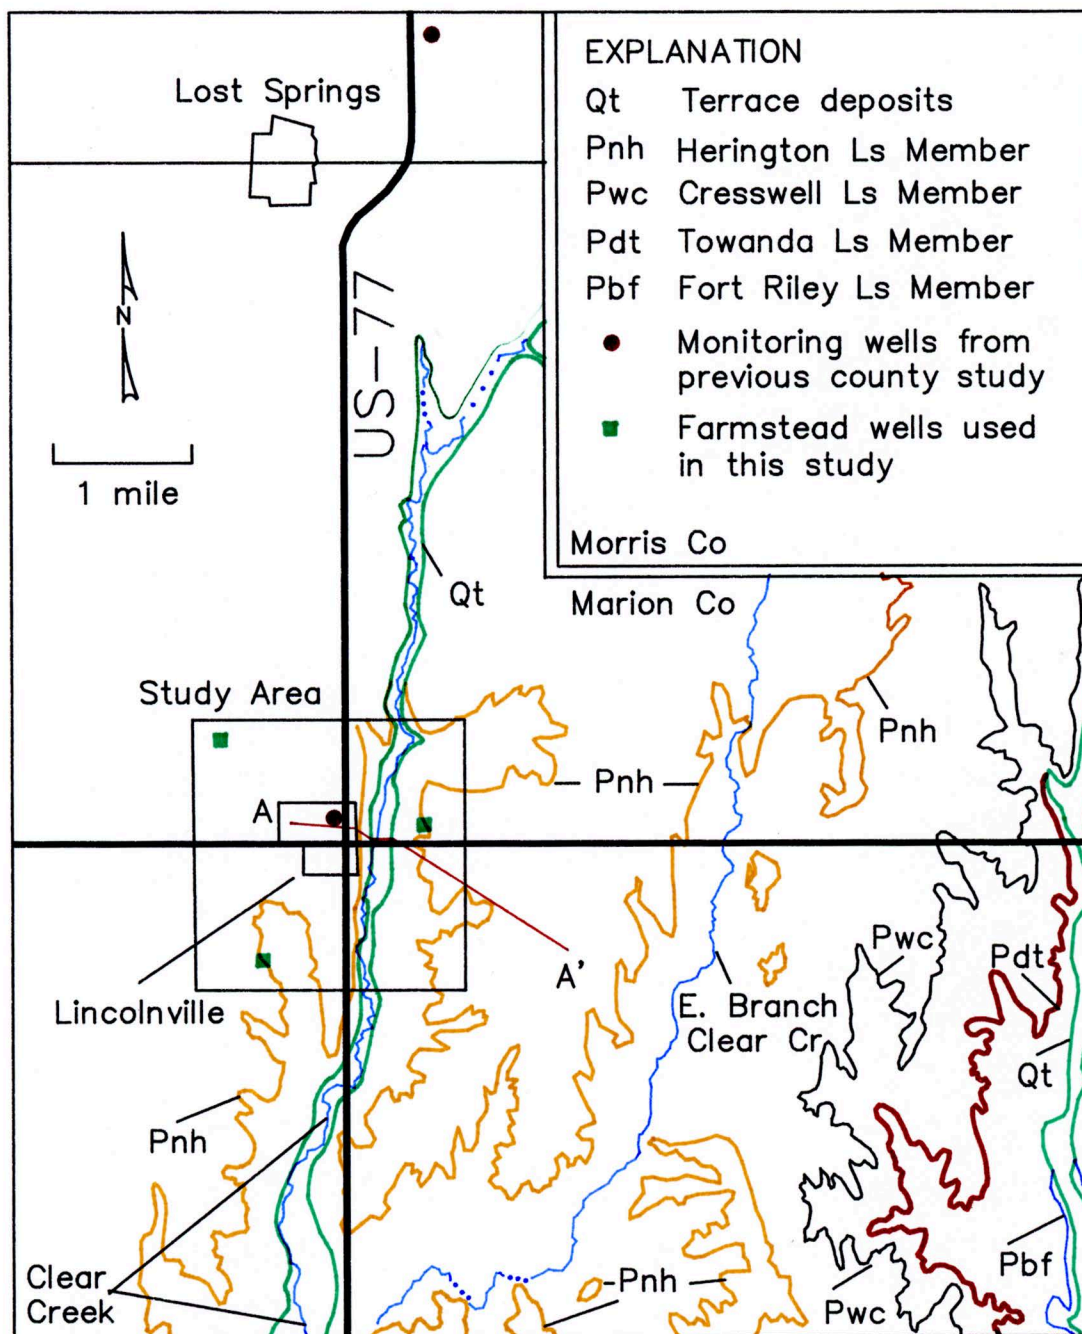 EXPLANATION
Qt Terrace deposits
Pnh Herington Ls Member
Pwc Cresswell Ls Member
Pdt Towanda Ls Member
Pbf Fort Riley Ls Member
Monitoring wells from
previous county study
Farmstead wells used
in this study
Morris Co
Marion Co
Lost Springs
N
1 mile
US-77
Qt
Study Area
A
A'
Lincolnville
Pnh
Pnh
Pnh
E. Branch
Clear Cr
Pwc
Pdt
Qt
Pbf
Pwc
Pnh
Clear
Creek